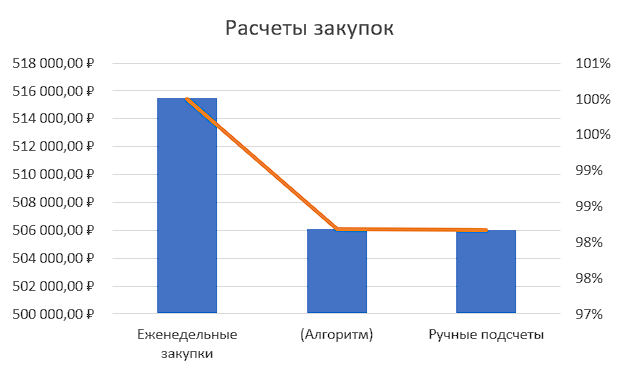 Расчеты закупок
518 000,00 ₽
516 000,00 ₽
514 000,00 ₽
512 000,00 ₽
510 000,00 ₽
508 000,00 ₽
506 000,00 ₽
504 000,00 ₽
502 000,00 ₽
500 000,00 ₽
101%
100%
100%
99%
99%
98%
98%
97%
Еженедельные
закупки
(Алгоритм)
Ручные подсчеты